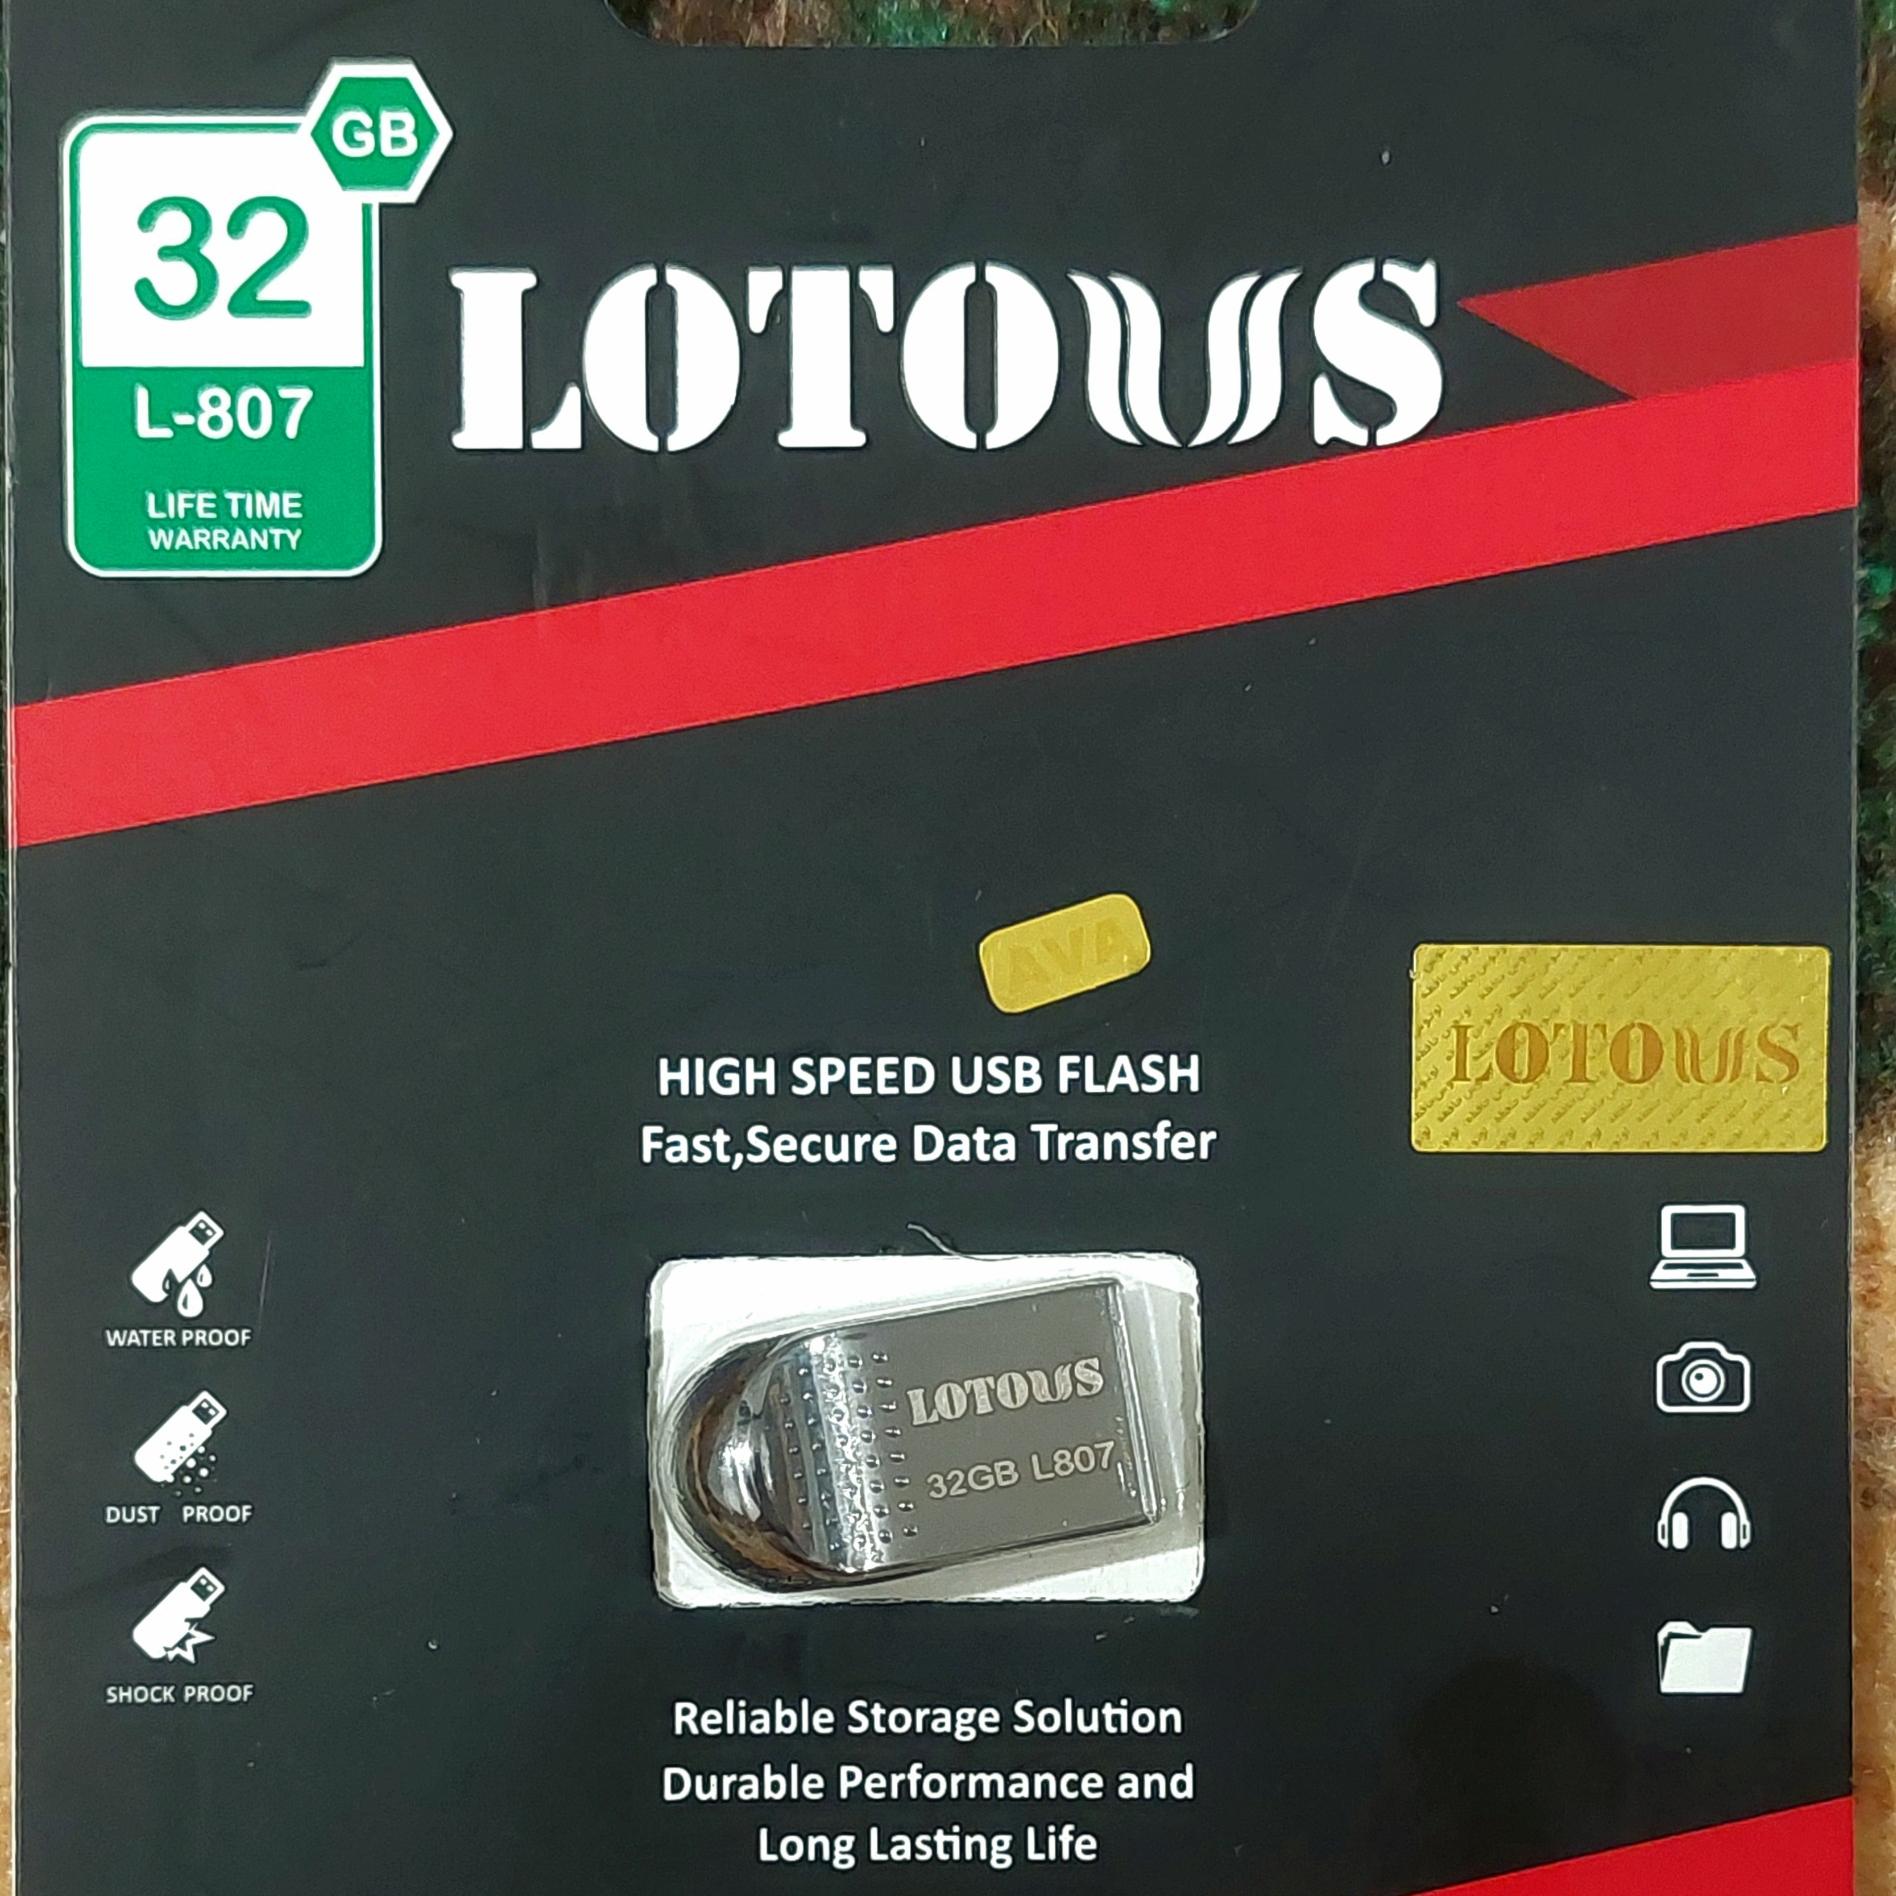 GB
32
L-807
LIFE TIME
WARRANTY
LOTOUS
AVA
HIGH SPEED USB FLASH
Fast,Secure Data Transfer
LOTOUS
WATER PROOF
DUST PROOF
SHOCK PROOF
LOTOUS
32GB L807
Reliable Storage Solution
Durable Performance and
Long Lasting Life